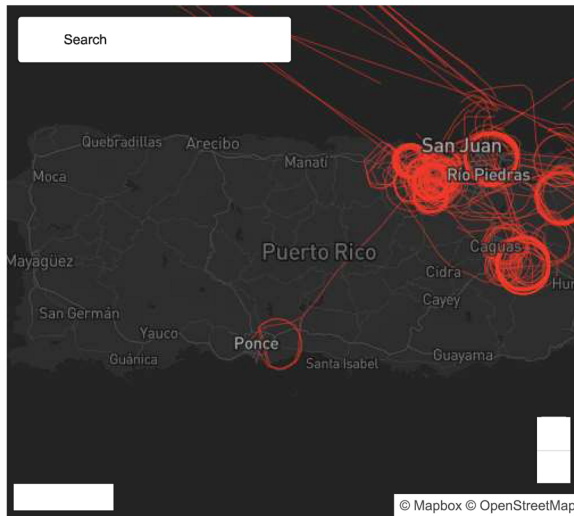 Search
San Juan
Quebradillas
Arecibo
Manatí
Río Piedras
Moca
Puerto Rico
Caguas
Mayagüez
Cidra
Hur
Cayey
San Germán
Yauco
Ponce
Guánica
Santa Isabel
Guayama
© Mapbox © OpenStreetMap